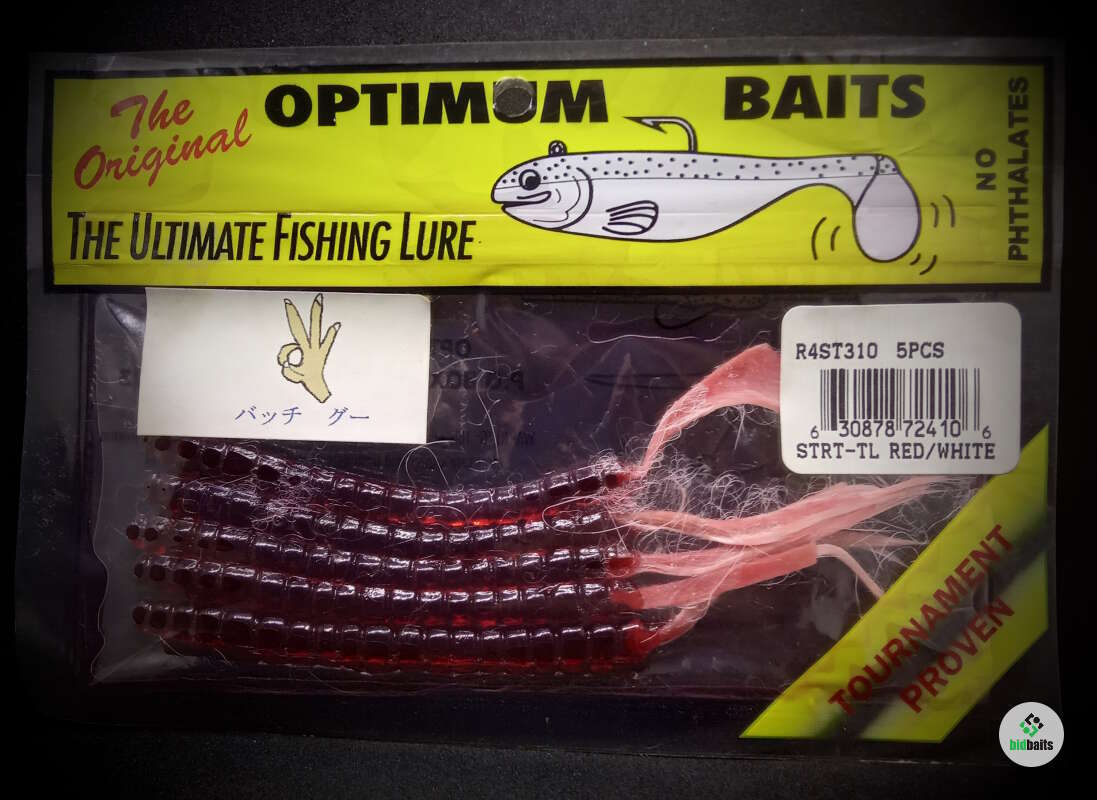 The
Original
OPTIMUM BAITS
THE ULTIMATE FISHING LURE
NO
PHTHALATES
バッチ グー
R4ST310 5PCS
6 30878 72410 6
STRT-TL RED/WHITE
TOURNAMENT
PROVEN
bidbaits